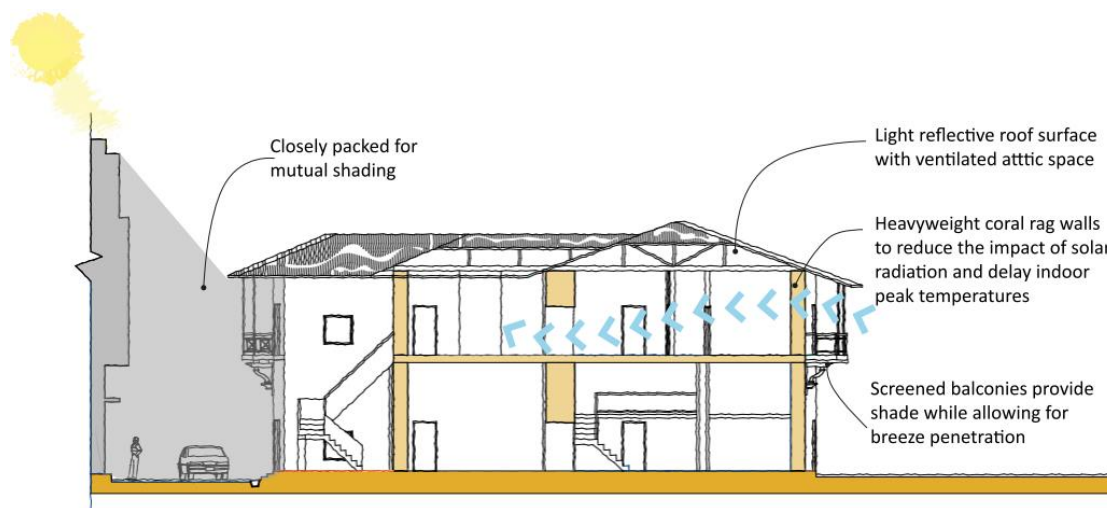 Closely packed for
mutual shading
Light reflective roof surface
with ventilated atttic space
Heavyweight coral rag walls
to reduce the impact of solar
radiation and delay indoor
peak temperatures
Screened balconies provide
shade while allowing for
breeze penetration